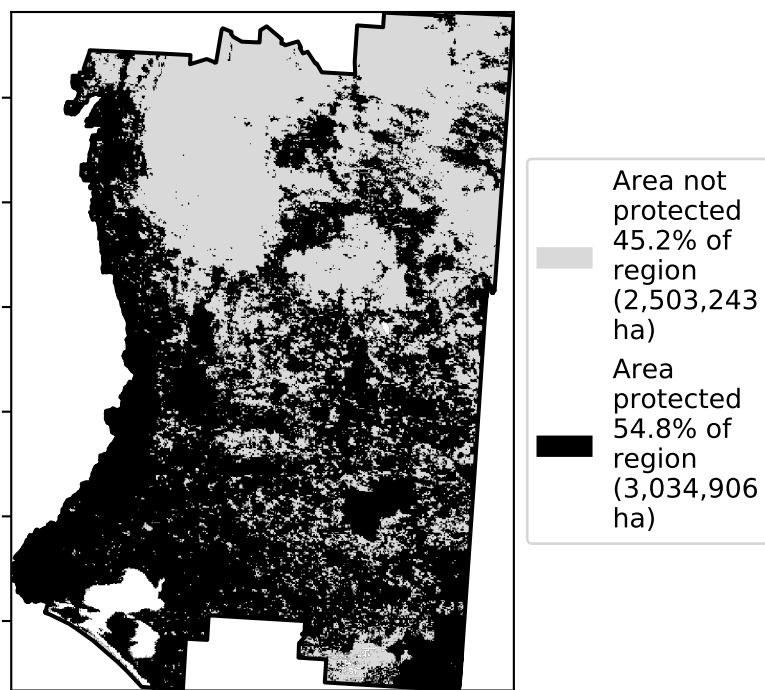 Area not
protected
45.2% of
region
(2,503,243
ha)
Area
protected
54.8% of
region
(3,034,906
ha)